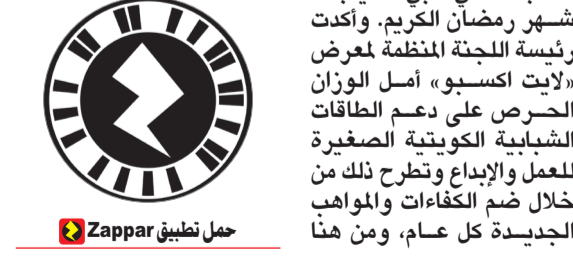 شهر رمضان الكريم. وأكدت
رئيسة اللجنة المنظمة لمعرض
«لايت اكسبو» أمل الوزان
الحرص على دعم الطاقات
الشبابية الكويتية الصغيرة
للعمل والإبداع وتطرح ذلك من
خلال ضم الكفاءات والمواهب
الجديدة كل عام، ومن هنا
حمل تطبيق Zappar